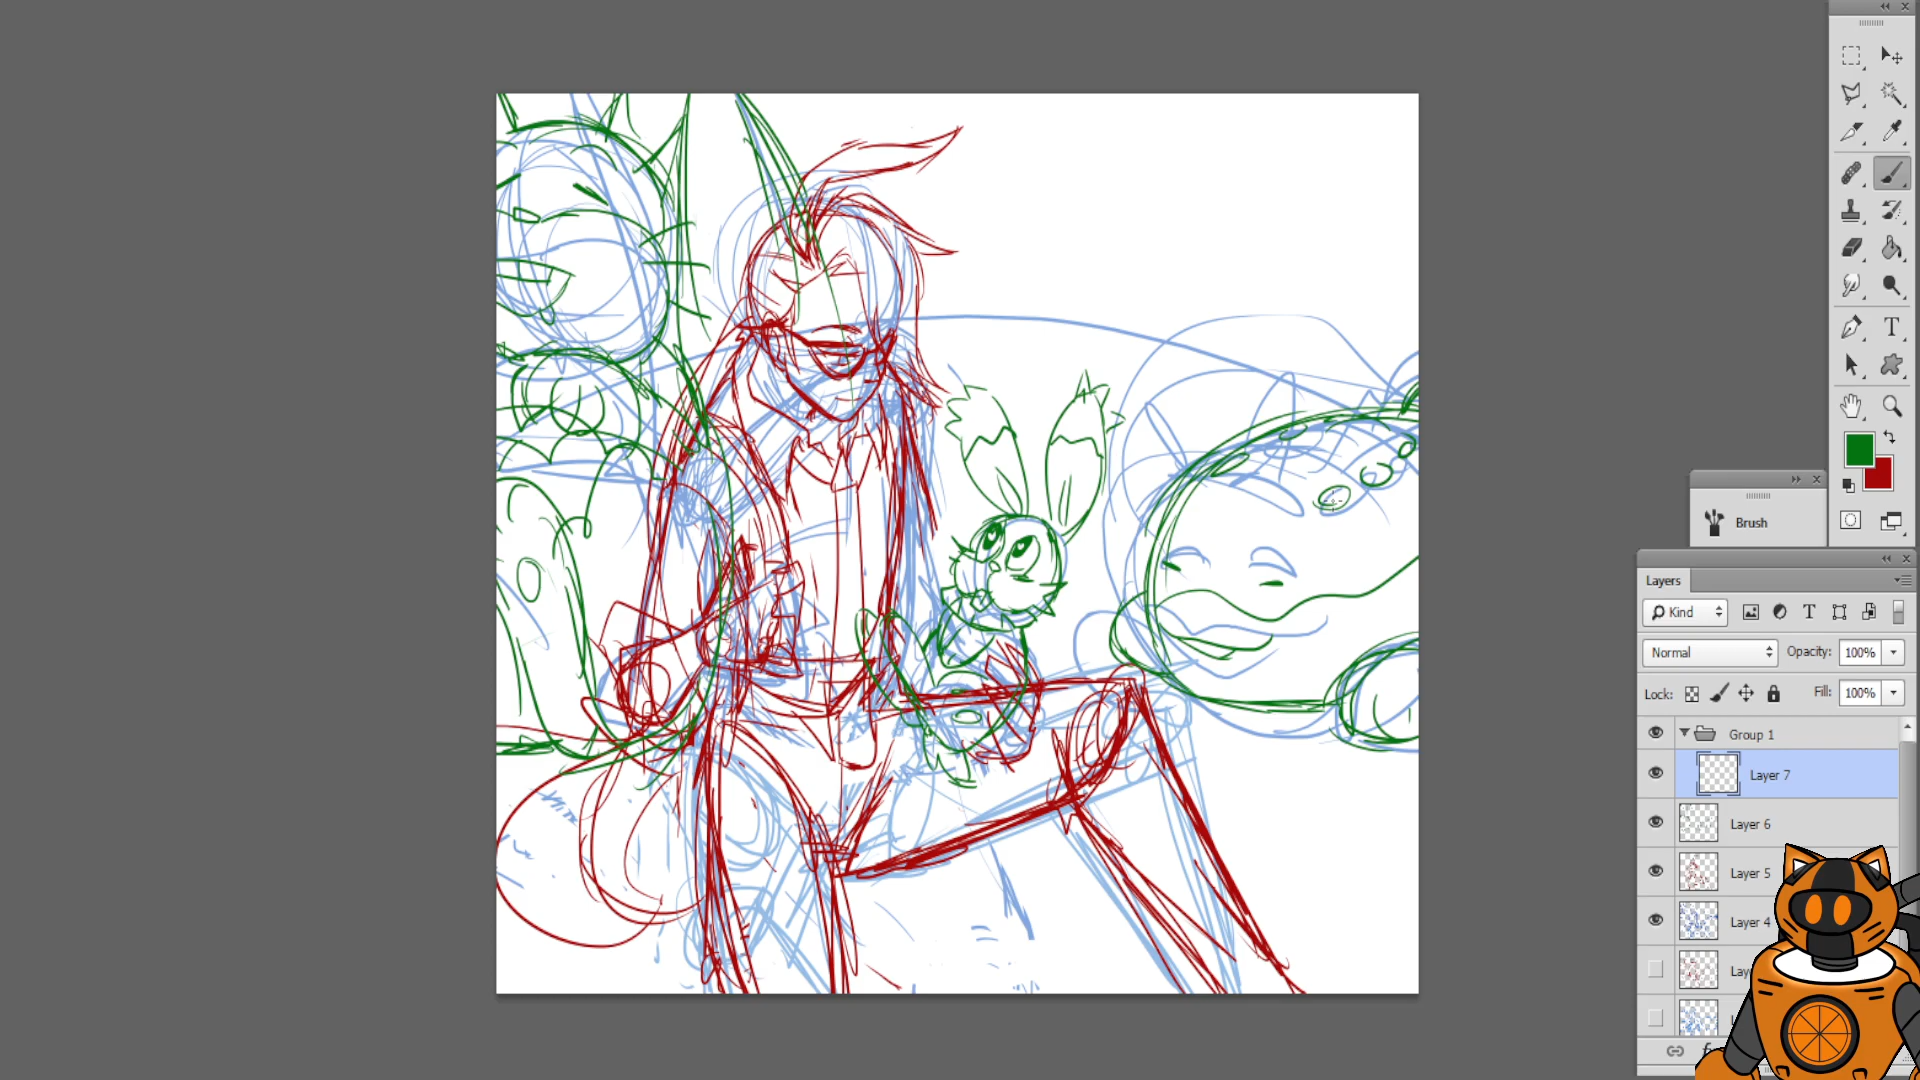 T
Brush
Layers
Kind
T
Normal
Opacity: 100%
Lock:
Fill: 100%
Group 1
Layer 7
Layer 6
Layer 5
Layer 4